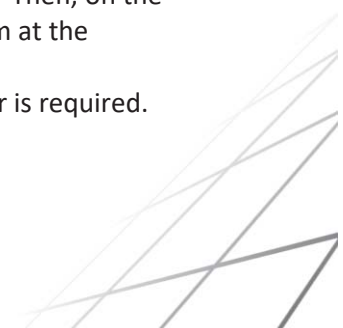 Then, on the
n at the
r is required.